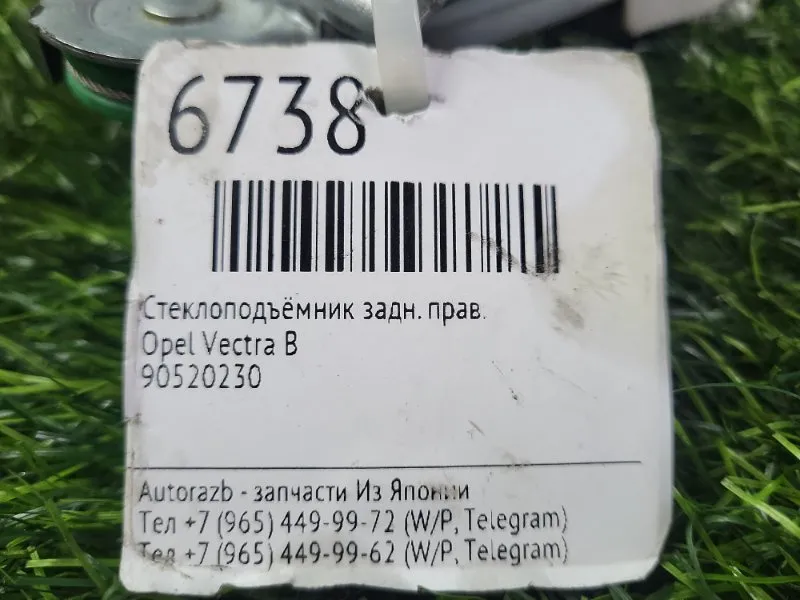 6738
Стеклоподъёмник задн. прав.
Opel Vectra B
90520230
Autorazb - запчасти Из Японии
Тел +7 (965) 449-99-72 (W/P, Telegram)
Тел +7 (965) 449-99-62 (W/P, Telegram)